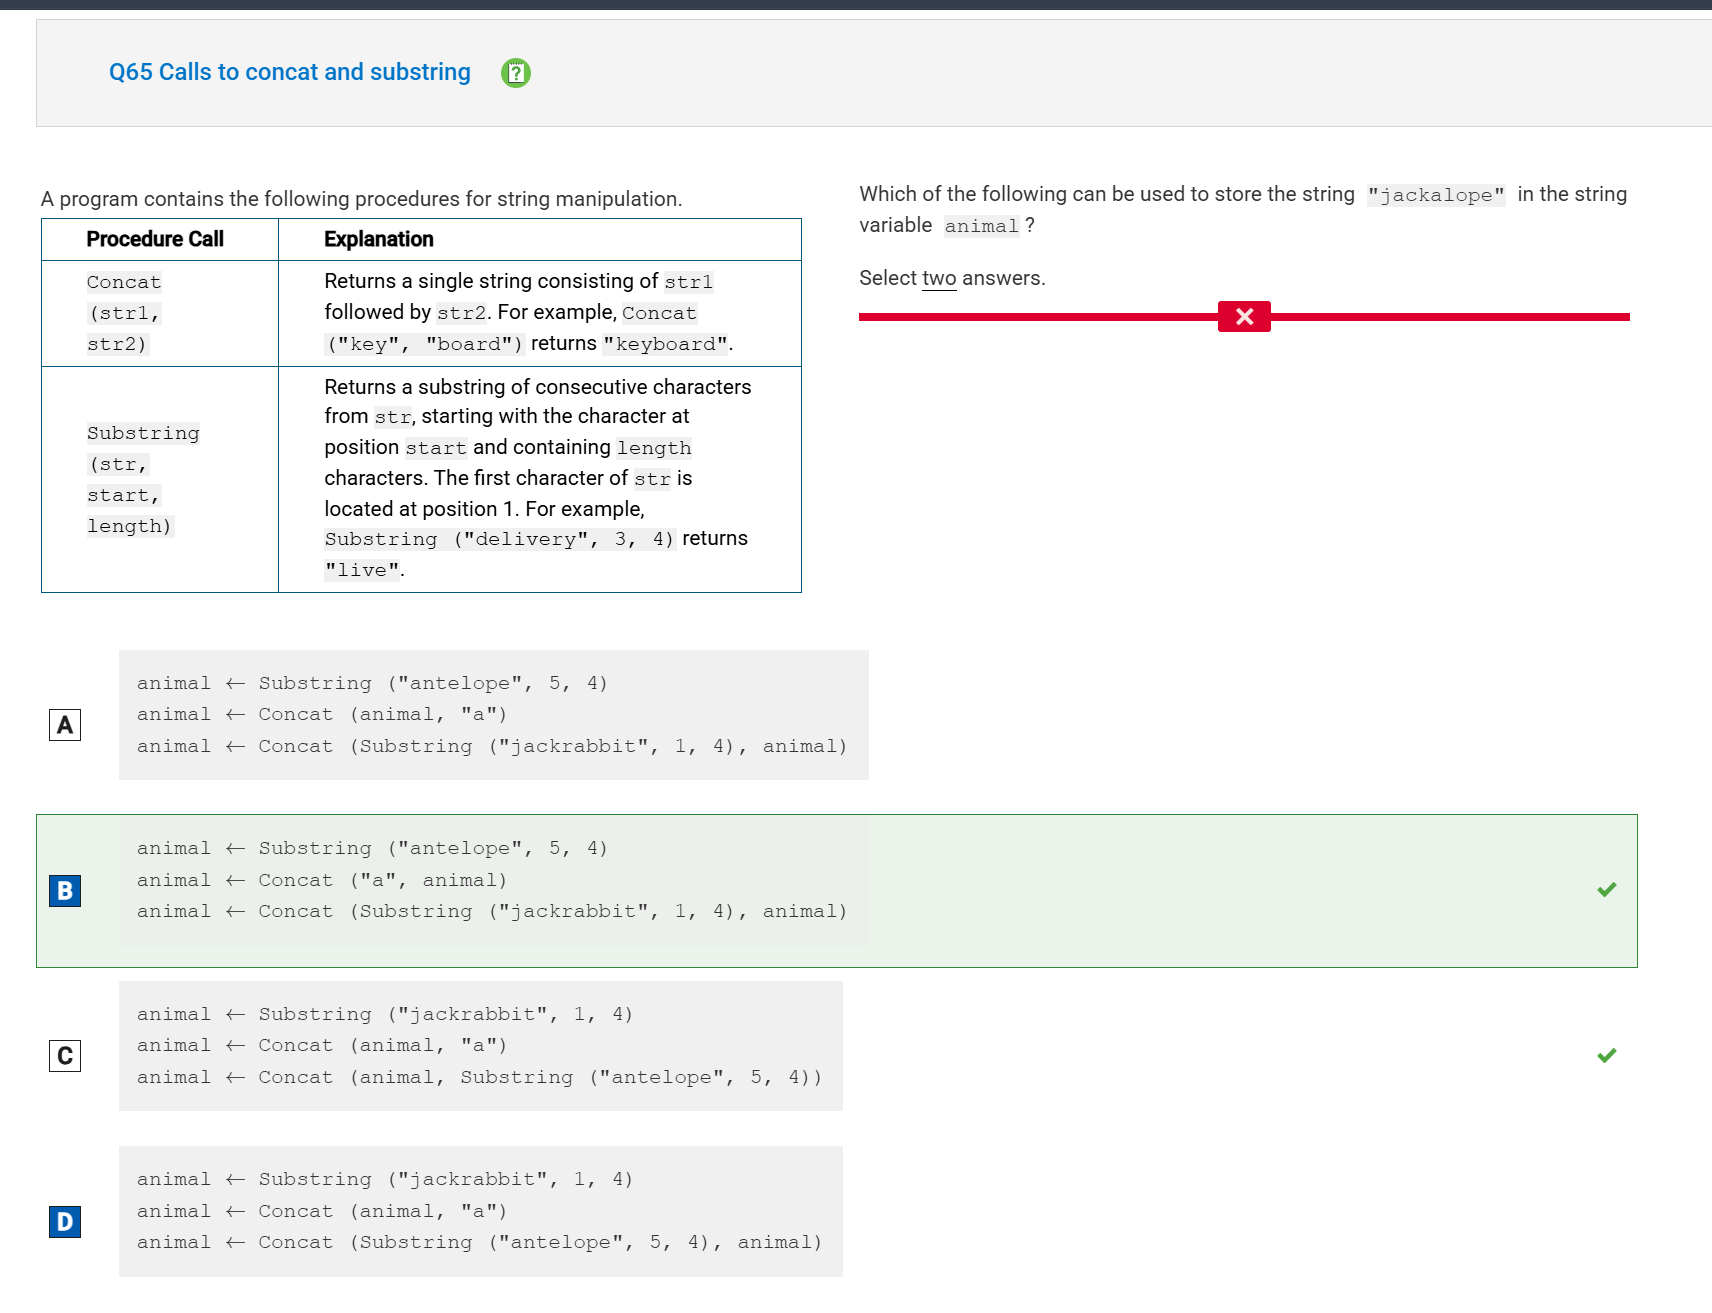 Q65 Calls to concat and substring
A program contains the following procedures for string manipulation.
Procedure Call Explanation
Concat
(str1,
str2)
Returns a single string consisting of str1
followed by str2. For example, Concat
("key", "board") returns "keyboard".
Substring
(str,
start,
length)
Returns a substring of consecutive characters
from str, starting with the character at
position start and containing length
characters. The first character of str is
located at position 1. For example,
Substring ("delivery", 3, 4) returns
"live".
Which of the following can be used to store the string "jackalope" in the string
variable animal ?
Select two answers.
A
animal ← Substring ("antelope", 5, 4)
animal ← Concat (animal, "a")
animal ← Concat (Substring ("jackrabbit", 1, 4), animal)
B
animal ← Substring ("antelope", 5, 4)
animal ← Concat ("a", animal)
animal ← Concat (Substring ("jackrabbit", 1, 4), animal)
C
animal ← Substring ("jackrabbit", 1, 4)
animal ← Concat (animal, "a")
animal ← Concat (animal, Substring ("antelope", 5, 4))
D
animal ← Substring ("jackrabbit", 1, 4)
animal ← Concat (animal, "a")
animal ← Concat (Substring ("antelope", 5, 4), animal)